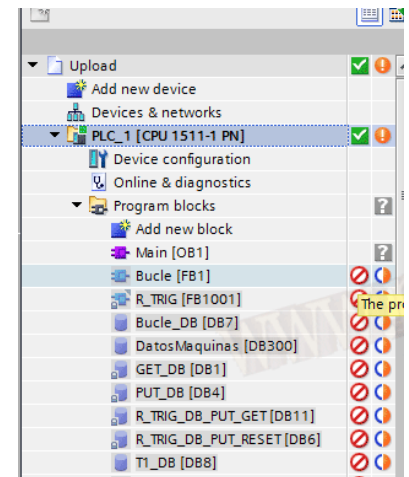 Upload
Add new device
Devices & networks
PLC_1 [CPU 1511-1 PN]
Device configuration
Online & diagnostics
Program blocks
Add new block
Main [OB1]
Bucle [FB1]
R_TRIG [FB1001]
The pr
Bucle_DB [DB7]
DatosMaquinas [DB300]
GET_DB [DB1]
PUT_DB [DB4]
R_TRIG_DB_PUT_GET [DB11]
R_TRIG_DB_PUT_RESET [DB6]
T1_DB [DB8]